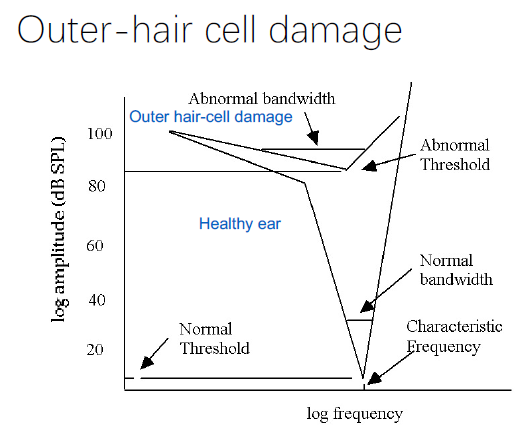 Outer-hair cell damage
Abnormal bandwidth
Outer hair-cell damage
100
Abnormal
Threshold
80
Healthy ear
60
Normal
bandwidth
40
Normal
Threshold
Characteristic
Frequency
20
log amplitude (dB SPL)
log frequency